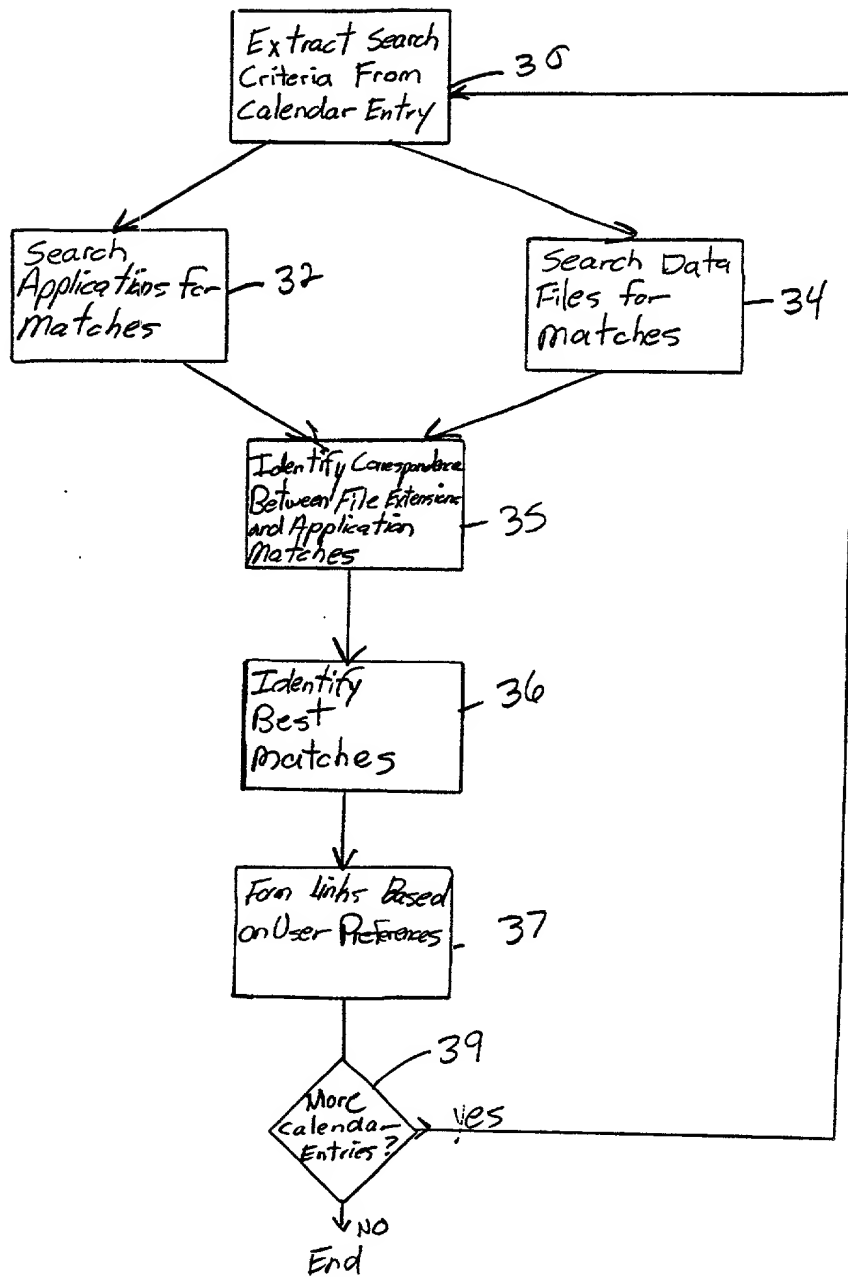 Extract Search
Criteria From
Calendar Entry
30
Search
Applications for
Matches
32
Search Data
Files for
Matches
34
Identify Correspondence
Between File Extensions
and Application
Matches
35
Identify
Best
Matches
36
Form Links Based
on User Preferences
37
39
More
Calendar
Entries?
yes
NO
End